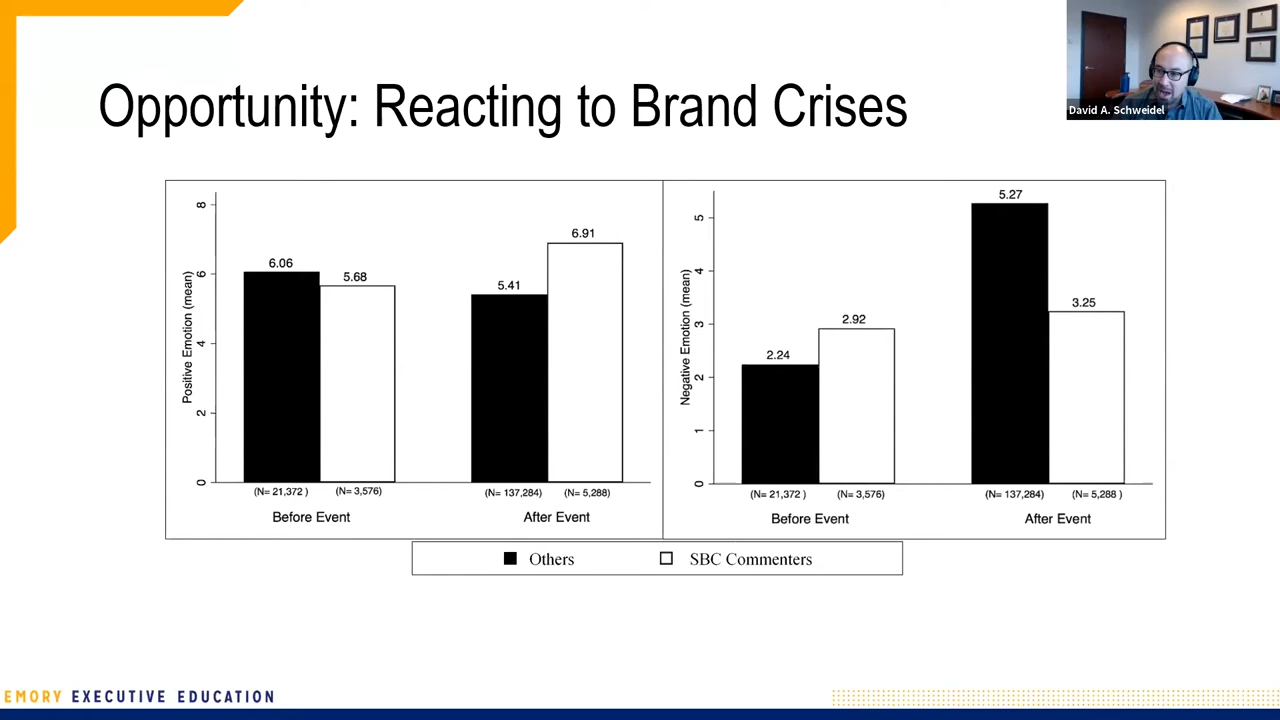 David A. Schweidel
Opportunity: Reacting to Brand Crises
Positive Emotion (mean)
8
6
4
2
0
6.06
5.68
5.41
6.91
(N= 21,372 )
(N= 3,576)
(N= 137,284)
(N= 5,288)
Before Event
After Event
Negative Emotion (mean)
5
4
3
2
1
0
2.24
2.92
5.27
3.25
(N= 21,372 )
(N= 3,576)
(N= 137,284)
(N= 5,288 )
Before Event
After Event
Others
SBC Commenters
EMORY EXECUTIVE EDUCATION